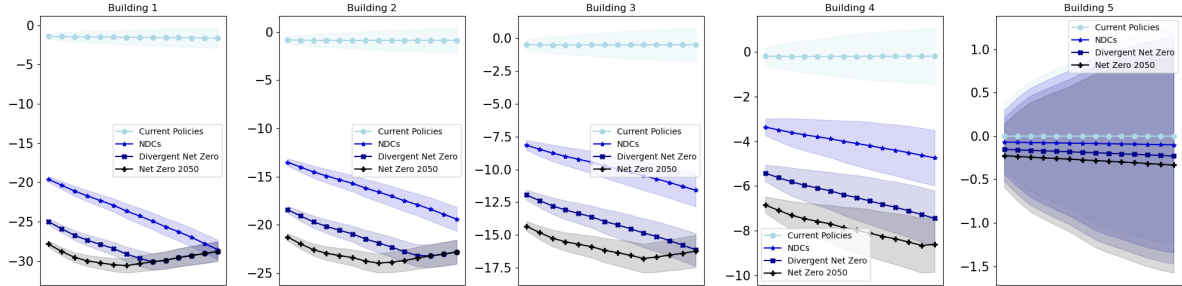 Building 1
0
−5
−10
−15
−20
−25
−30
Current Policies
NDCs
Divergent Net Zero
Net Zero 2050
Building 2
0
−5
−10
−15
−20
−25
Current Policies
NDCs
Divergent Net Zero
Net Zero 2050
Building 3
0.0
−2.5
−5.0
−7.5
−10.0
−12.5
−15.0
−17.5
Current Policies
NDCs
Divergent Net Zero
Net Zero 2050
Building 4
0
−2
−4
−6
−8
−10
Current Policies
NDCs
Divergent Net Zero
Net Zero 2050
Building 5
1.0
0.5
0.0
−0.5
−1.0
−1.5
Current Policies
NDCs
Divergent Net Zero
Net Zero 2050